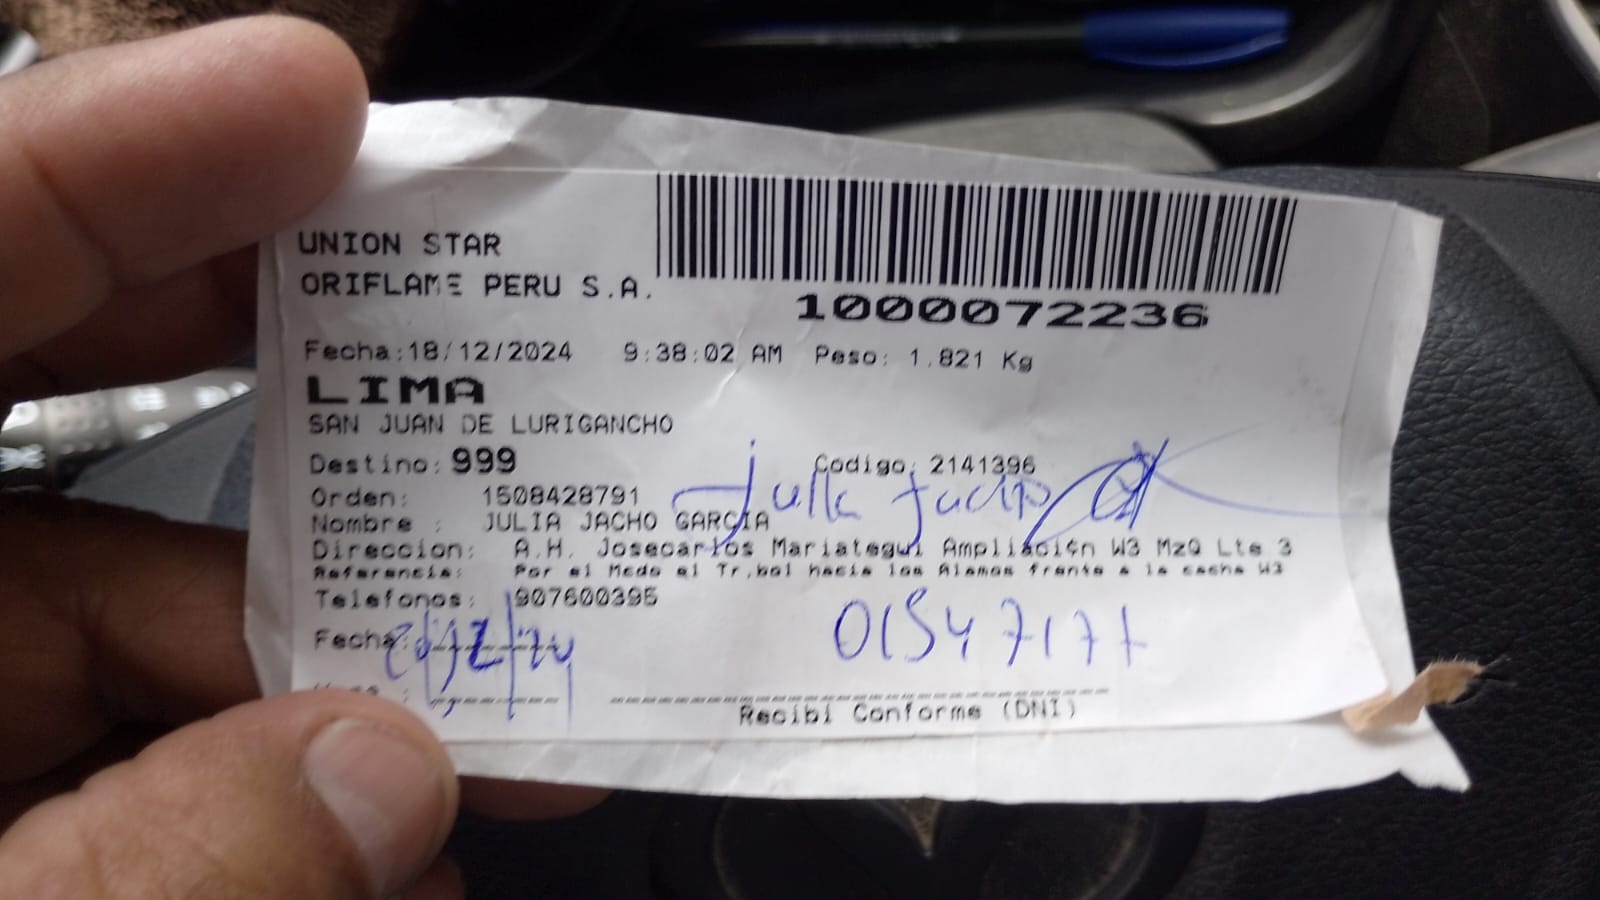 UNION STAR
ORIFLAME PERU S.A.
1000072236
Fecha:18/12/2024 9:38:02 AM Peso: 1.821 Kg
LIMA
SAN JUAN DE LURIGANCHO
Destino: 999 Codigo: 2141396
Orden: 1508428791
Nombre : JULIA JACHO GARCIA
Direccion: A.H. Josecarlos Mariategui Ampliaci¢n W3 MzQ Lte 3
Referencia: Por el Medo el Tr,bol hacia los Alamos frente a la cacha W3
Telefonos: 907600395
Fecha: /12/24 01547177
Recibi Conforme (DNI)